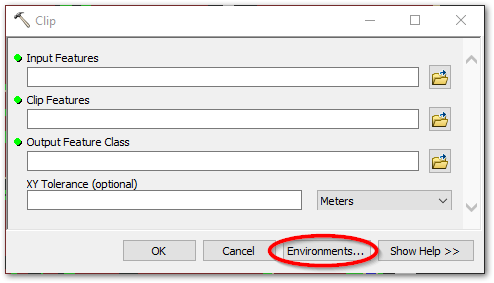 Clip
Input Features
Clip Features
Output Feature Class
XY Tolerance (optional)
Meters
OK Cancel Environments... Show Help >>